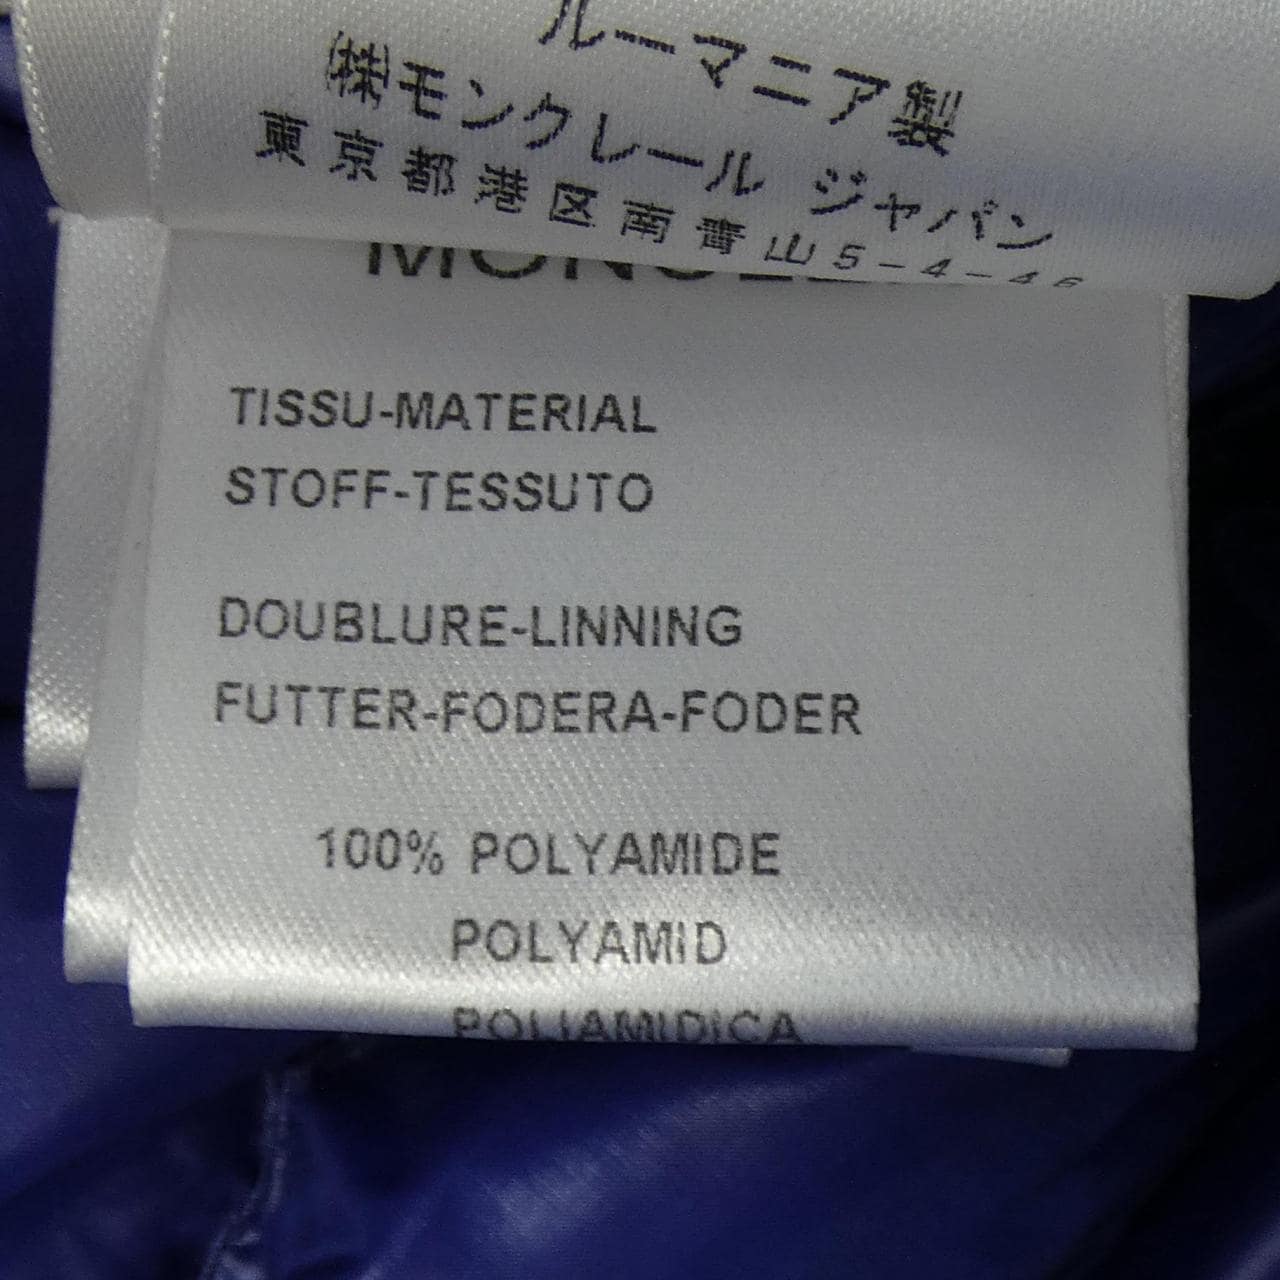 ルーマニア製
㈱モンクレール ジャパン
東京都港区南青山5-4-46
TISSU-MATERIAL
STOFF-TESSUTO
DOUBLURE-LINNING
FUTTER-FODERA-FODER
100% POLYAMIDE
POLYAMID
POLIAMIDICA